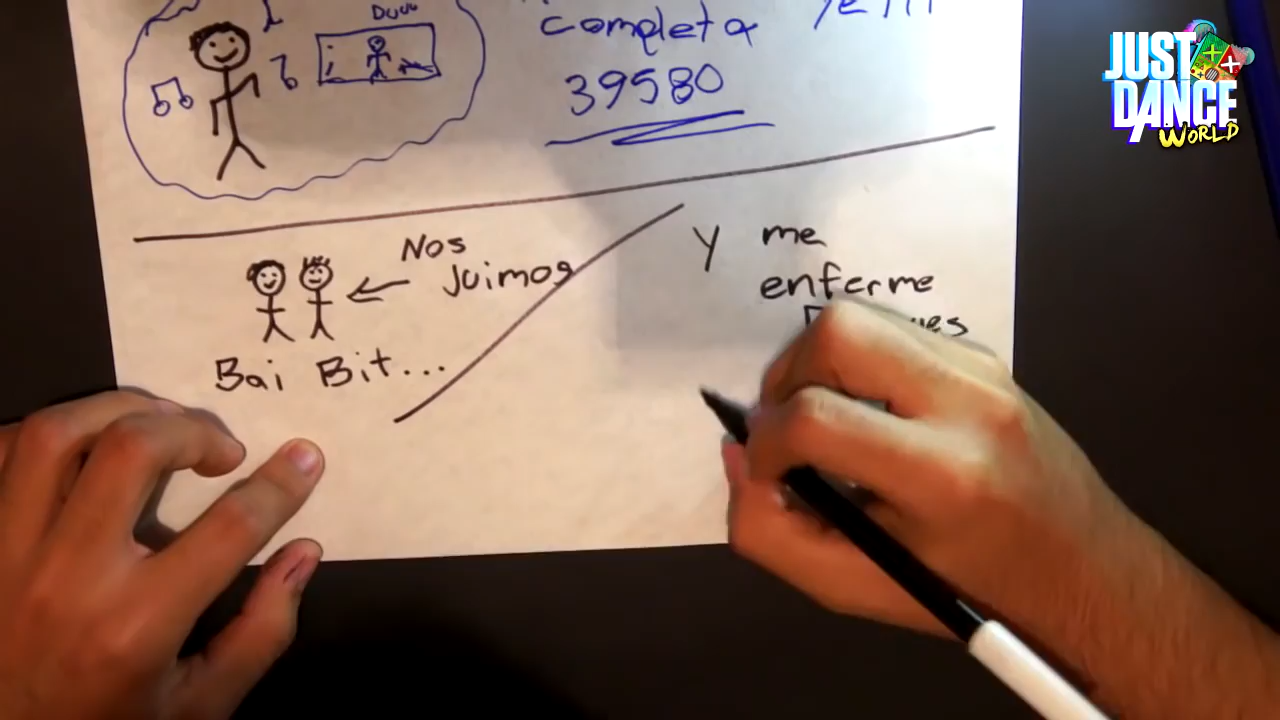 Duuu
completa
39580
JUST
DANCE
WORLD
Nos
Juimos
Bai Bit...
Y me
enferme